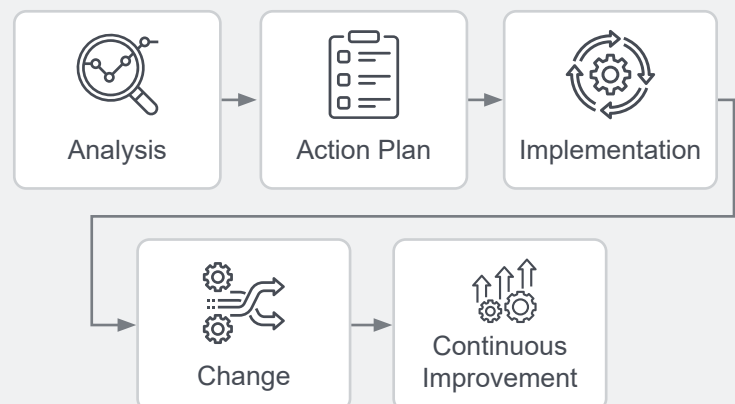 Analysis
Action Plan
Implementation
Change
Continuous
Improvement